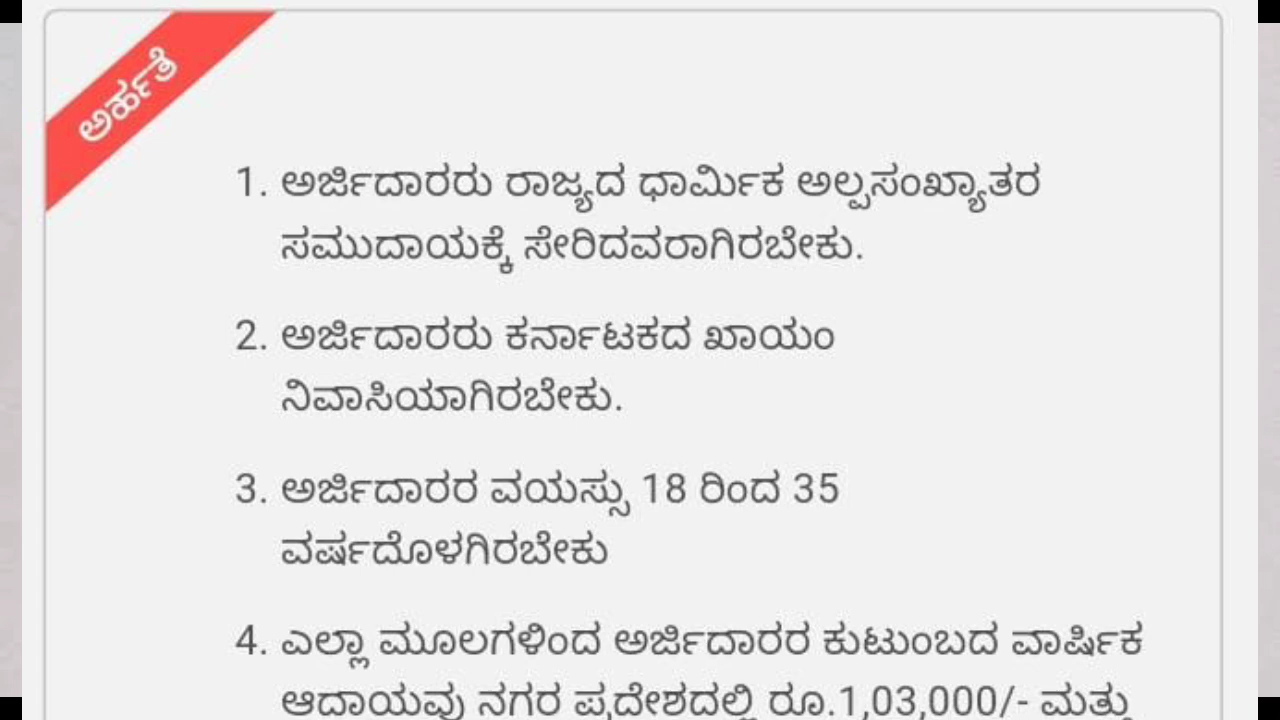 ಅರ್ಹತೆ
1. ಅರ್ಜಿದಾರರು ರಾಜ್ಯದ ಧಾರ್ಮಿಕ ಅಲ್ಪಸಂಖ್ಯಾತರ
ಸಮುದಾಯಕ್ಕೆ ಸೇರಿದವರಾಗಿರಬೇಕು.
2. ಅರ್ಜಿದಾರರು ಕರ್ನಾಟಕದ ಖಾಯಂ
ನಿವಾಸಿಯಾಗಿರಬೇಕು.
3. ಅರ್ಜಿದಾರರ ವಯಸ್ಸು 18 ರಿಂದ 35
ವರ್ಷದೊಳಗಿರಬೇಕು
4. ಎಲ್ಲಾ ಮೂಲಗಳಿಂದ ಅರ್ಜಿದಾರರ ಕುಟುಂಬದ ವಾರ್ಷಿಕ
ಆದಾಯವು ನಗರ ಪ್ರದೇಶದಲ್ಲಿ ರೂ.1,03,000/- ಮತ್ತು